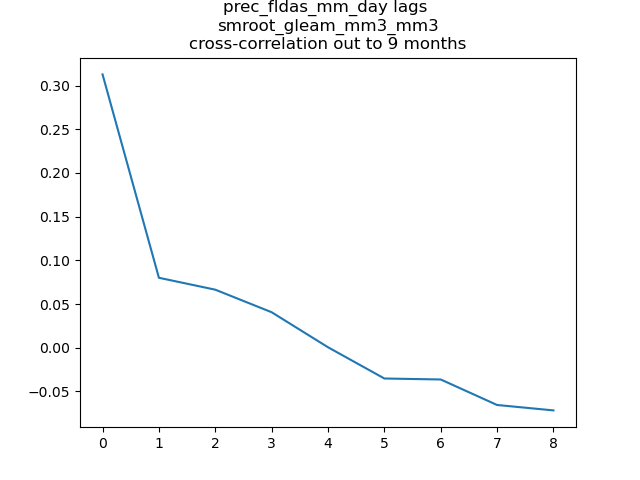 prec_fldas_mm_day lags
smroot_gleam_mm3_mm3
cross-correlation out to 9 months
0.30
0.25
0.20
0.15
0.10
0.05
0.00
−0.05
0 1 2 3 4 5 6 7 8